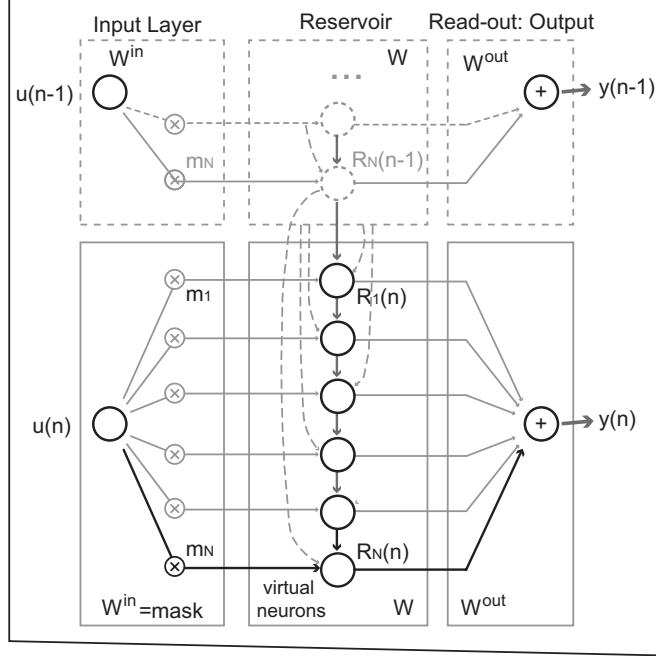 Input Layer
Reservoir
Read-out: Output
W^in
W
W^out
...
u(n-1)
+
y(n-1)
m_N
R_N(n-1)
m_1
R_1(n)
u(n)
+
y(n)
m_N
R_N(n)
virtual
neurons
W^in=mask
W
W^out